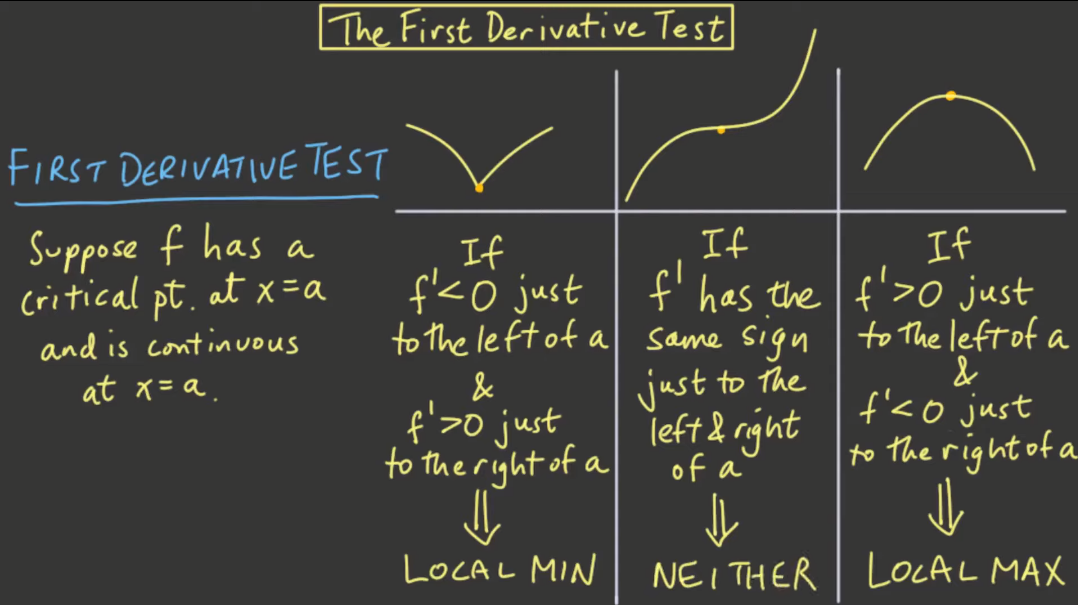 The First Derivative Test
FIRST DERIVATIVE TEST
Suppose f has a
critical pt. at x=a
and is continuous
at x=a.
If
f'<0 just
to the left of a
&
f'>0 just
to the right of a
⇓
LOCAL MIN
If
f' has the
same sign
just to the
left & right
of a
⇓
NEITHER
If
f'>0 just
to the left of a
&
f'<0 just
to the right of a
⇓
LOCAL MAX